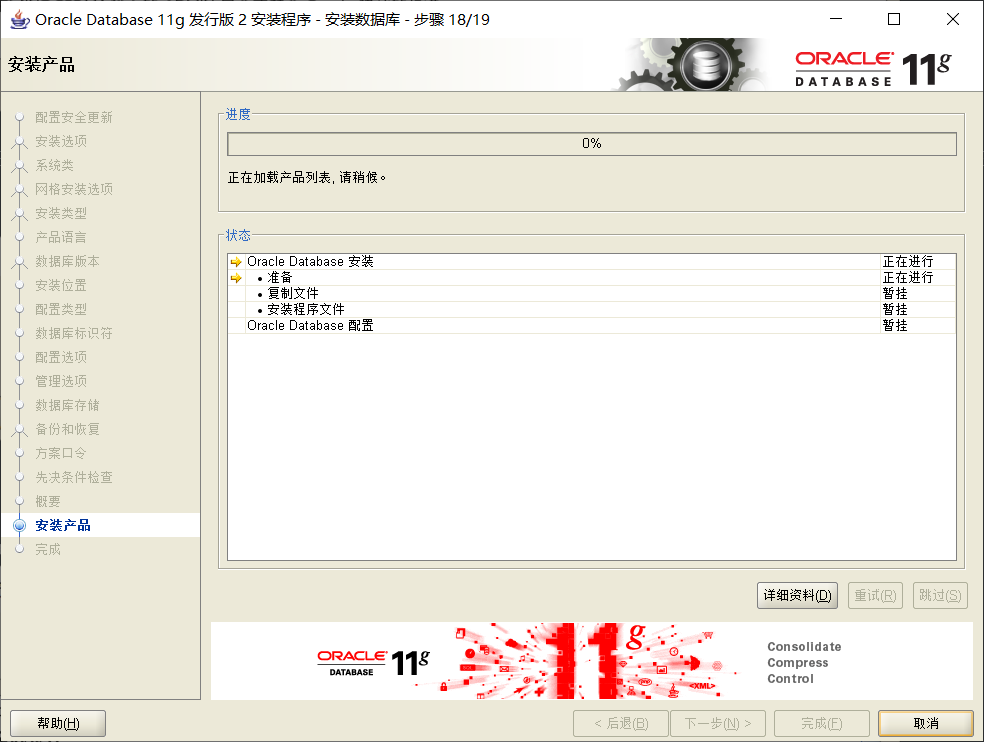 Oracle Database 11g 发行版 2 安装程序 - 安装数据库 - 步骤 18/19
安装产品
ORACLE
DATABASE
11g
配置安全更新
安装选项
系统类
网格安装选项
安装类型
产品语言
数据库版本
安装位置
配置类型
数据库标识符
配置选项
管理选项
数据库存储
备份和恢复
方案口令
先决条件检查
概要
安装产品
完成
进度
0%
正在加载产品列表, 请稍候。
状态
Oracle Database 安装 正在进行
• 准备 正在进行
• 复制文件 暂挂
• 安装程序文件 暂挂
Oracle Database 配置 暂挂
详细资料(D) 重试(R) 跳过(S)
ORACLE
DATABASE
11g
11g
<XML>
Consolidate
Compress
Control
帮助(H) < 后退(B) 下一步(N) > 完成(F) 取消